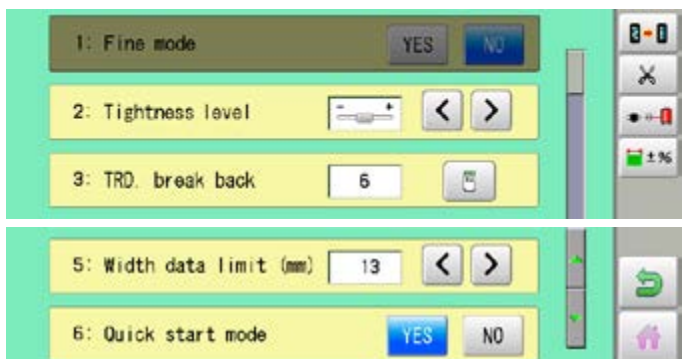 1: Fine mode YES NO
2: Tightness level - +
3: TRD. break back 6
± %
5: Width data limit (mm) 13
6: Quick start mode YES NO